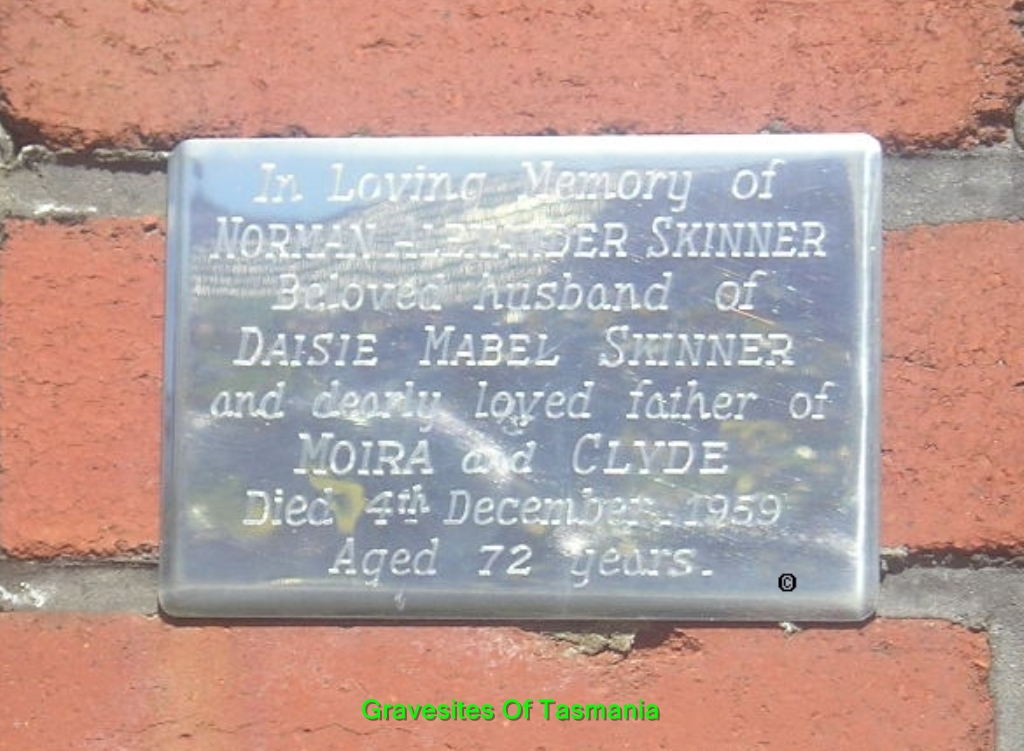 In Loving Memory of
NORMAN ALEXANDER SKINNER
Beloved husband of
DAISIE MABEL SKINNER
and dearly loved father of
MOIRA and CLYDE
Died 4th December 1959
Aged 72 years.
©
Gravesites Of Tasmania